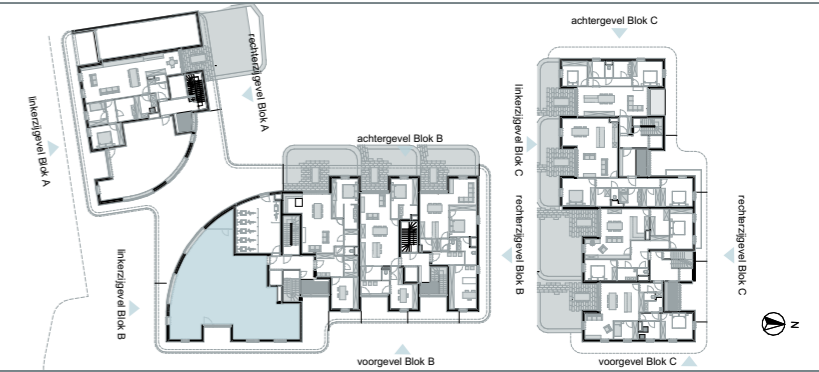 achtergevel Blok C
rechterzijgevel Blok A
linkerzijgevel Blok A
linkerzijgevel Blok C
achtergevel Blok B
rechterzijgevel Blok B
rechterzijgevel Blok C
linkerzijgevel Blok B
N
voorgevel Blok B
voorgevel Blok C